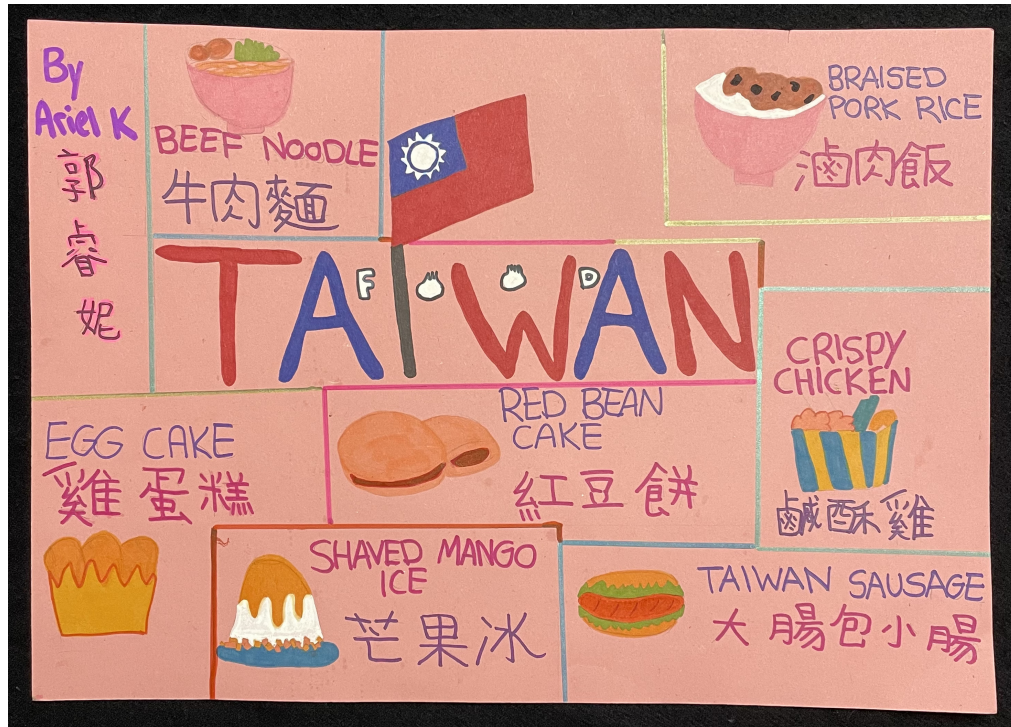 By
Ariel K
郭
睿
妮
BEEF NOODLE
牛肉麵
BRAISED
PORK RICE
滷肉飯
TAIWAN
F D
CRISPY
CHICKEN
鹹酥雞
EGG CAKE
雞蛋糕
RED BEAN
CAKE
紅豆餅
SHAVED MANGO
ICE
芒果冰
TAIWAN SAUSAGE
大腸包小腸